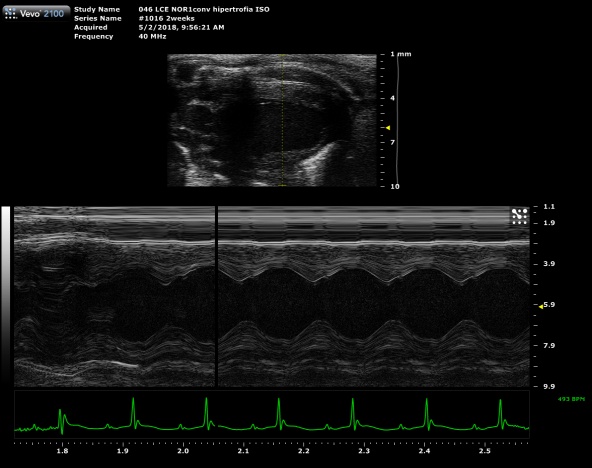 Vevo 2100
Study Name 046 LCE NOR1conv hipertrofia ISO
Series Name #1016 2weeks
Acquired 5/2/2018, 9:56:21 AM
Frequency 40 MHz
1 mm
4
7
10
1.1
1.9
3.9
5.9
7.9
9.9
493 BPM
1.8 1.9 2.0 2.1 2.2 2.3 2.4 2.5